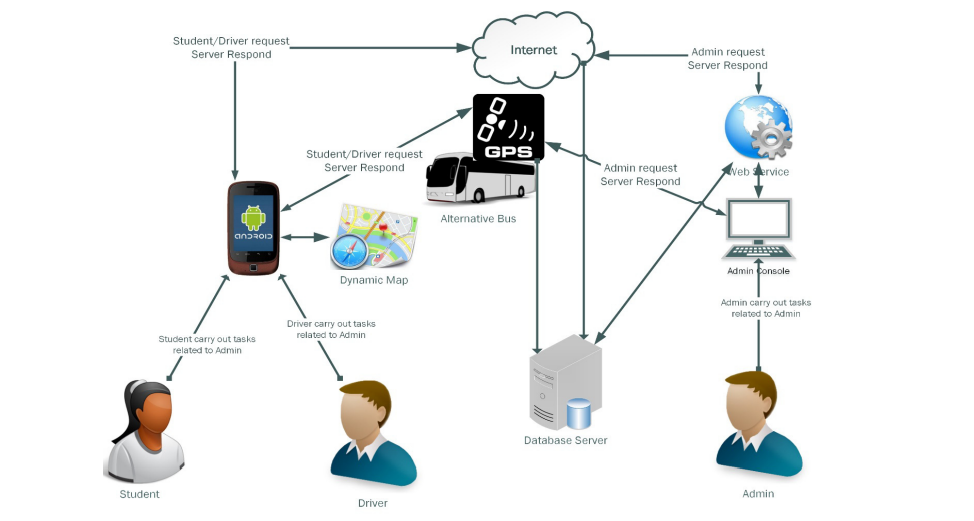 Student/Driver request
Server Respond
Internet
Admin request
Server Respond
GPS
Student/Driver request
Server Respond
Admin request
Server Respond
Web Service
Alternative Bus
ANDROID
Dynamic Map
Admin Console
Admin carry out tasks
related to Admin
Driver carry out tasks
related to Admin
Student carry out tasks
related to Admin
Database Server
Student
Driver
Admin